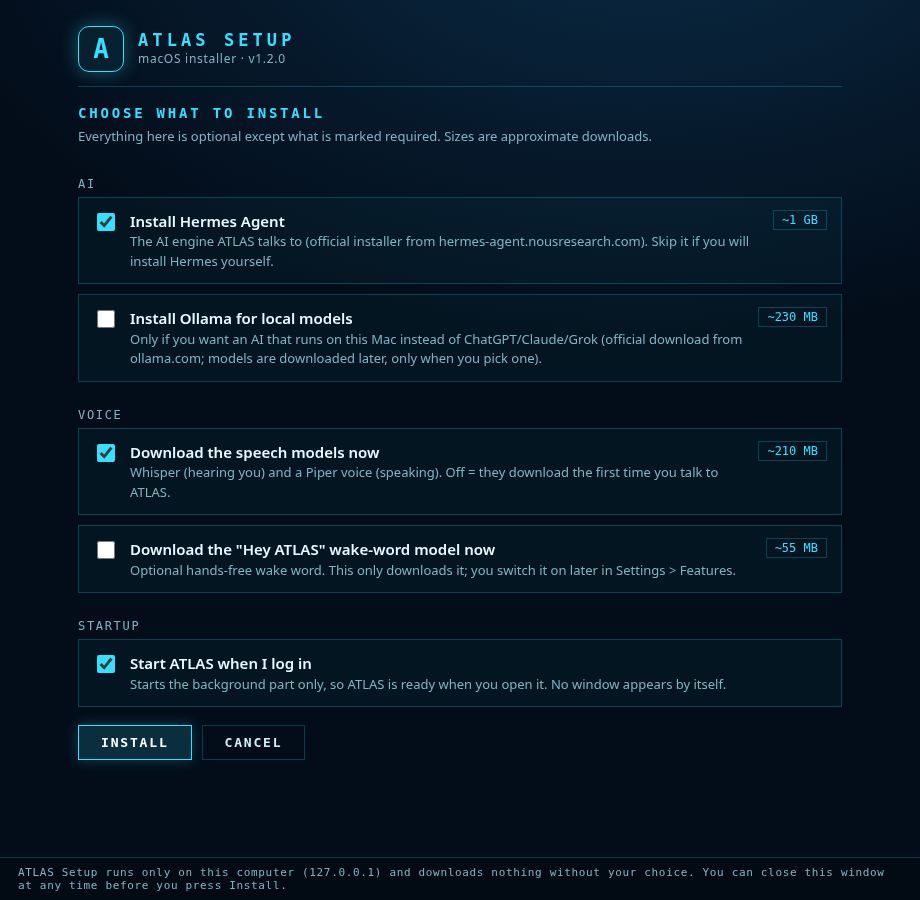 A
ATLAS SETUP
macOS installer · v1.2.0
CHOOSE WHAT TO INSTALL
Everything here is optional except what is marked required. Sizes are approximate downloads.
AI
Install Hermes Agent
~1 GB
The AI engine ATLAS talks to (official installer from hermes-agent.nousresearch.com). Skip it if you will
install Hermes yourself.
Install Ollama for local models
~230 MB
Only if you want an AI that runs on this Mac instead of ChatGPT/Claude/Grok (official download from
ollama.com; models are downloaded later, only when you pick one).
VOICE
Download the speech models now
~210 MB
Whisper (hearing you) and a Piper voice (speaking). Off = they download the first time you talk to
ATLAS.
Download the "Hey ATLAS" wake-word model now
~55 MB
Optional hands-free wake word. This only downloads it; you switch it on later in Settings > Features.
STARTUP
Start ATLAS when I log in
Starts the background part only, so ATLAS is ready when you open it. No window appears by itself.
INSTALL
CANCEL
ATLAS Setup runs only on this computer (127.0.0.1) and downloads nothing without your choice. You can close this window
at any time before you press Install.